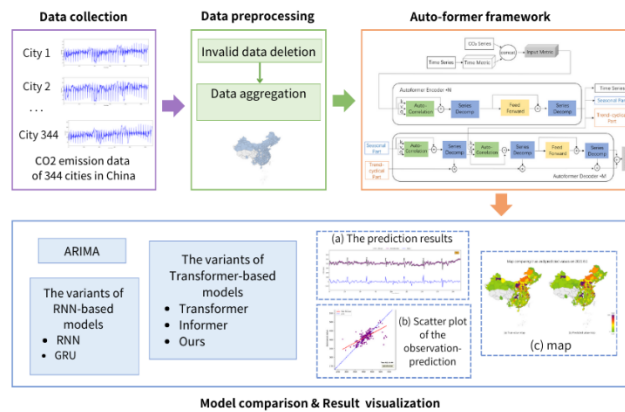 Data collection
City 1
City 2
...
City 344
CO2 emission data
of 344 cities in China
Data preprocessing
Invalid data deletion
Data aggregation
Auto-former framework
CO₂ Series
Time Series
Time Metric
concat
Input Metric
Autoformer Encoder ×N
Auto-
Correlation
Series
Decomp
Feed
Forward
Series
Decomp
Time Series
Seasonal Part
Trend-cyclical
Part
Seasonal
Part
Auto-
Correlation
Series
Decomp
Auto-
Correlation
Series
Decomp
Feed
Forward
Series
Decomp
Trend-cyclical
Part
Autoformer Decoder ×M
ARIMA
The variants of
RNN-based
models
• RNN
• GRU
The variants of
Transformer-based
models
• Transformer
• Informer
• Ours
(a) The prediction results
(b) Scatter plot
of the
observation-
prediction
(c) map
Model comparison & Result visualization